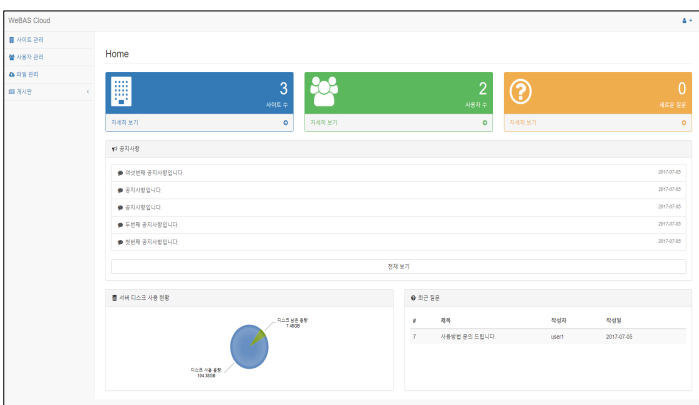 WeBAS Cloud
사이트 관리
사용자 관리
파일 관리
게시판
Home
3
사이트 수
자세히 보기
2
사용자 수
자세히 보기
0
새로운 질문
자세히 보기
공지사항
여섯번째 공지사항입니다. 2017-07-05
공지사항입니다. 2017-07-05
공지사항입니다. 2017-07-05
두번째 공지사항입니다. 2017-07-05
첫번째 공지사항입니다. 2017-07-05
전체 보기
서버 디스크 사용 현황
디스크 남은 용량
7.48GB
디스크 사용 용량
104.38GB
최근 질문
# 제목 작성자 작성일
7 사용방법 문의 드립니다. user1 2017-07-05